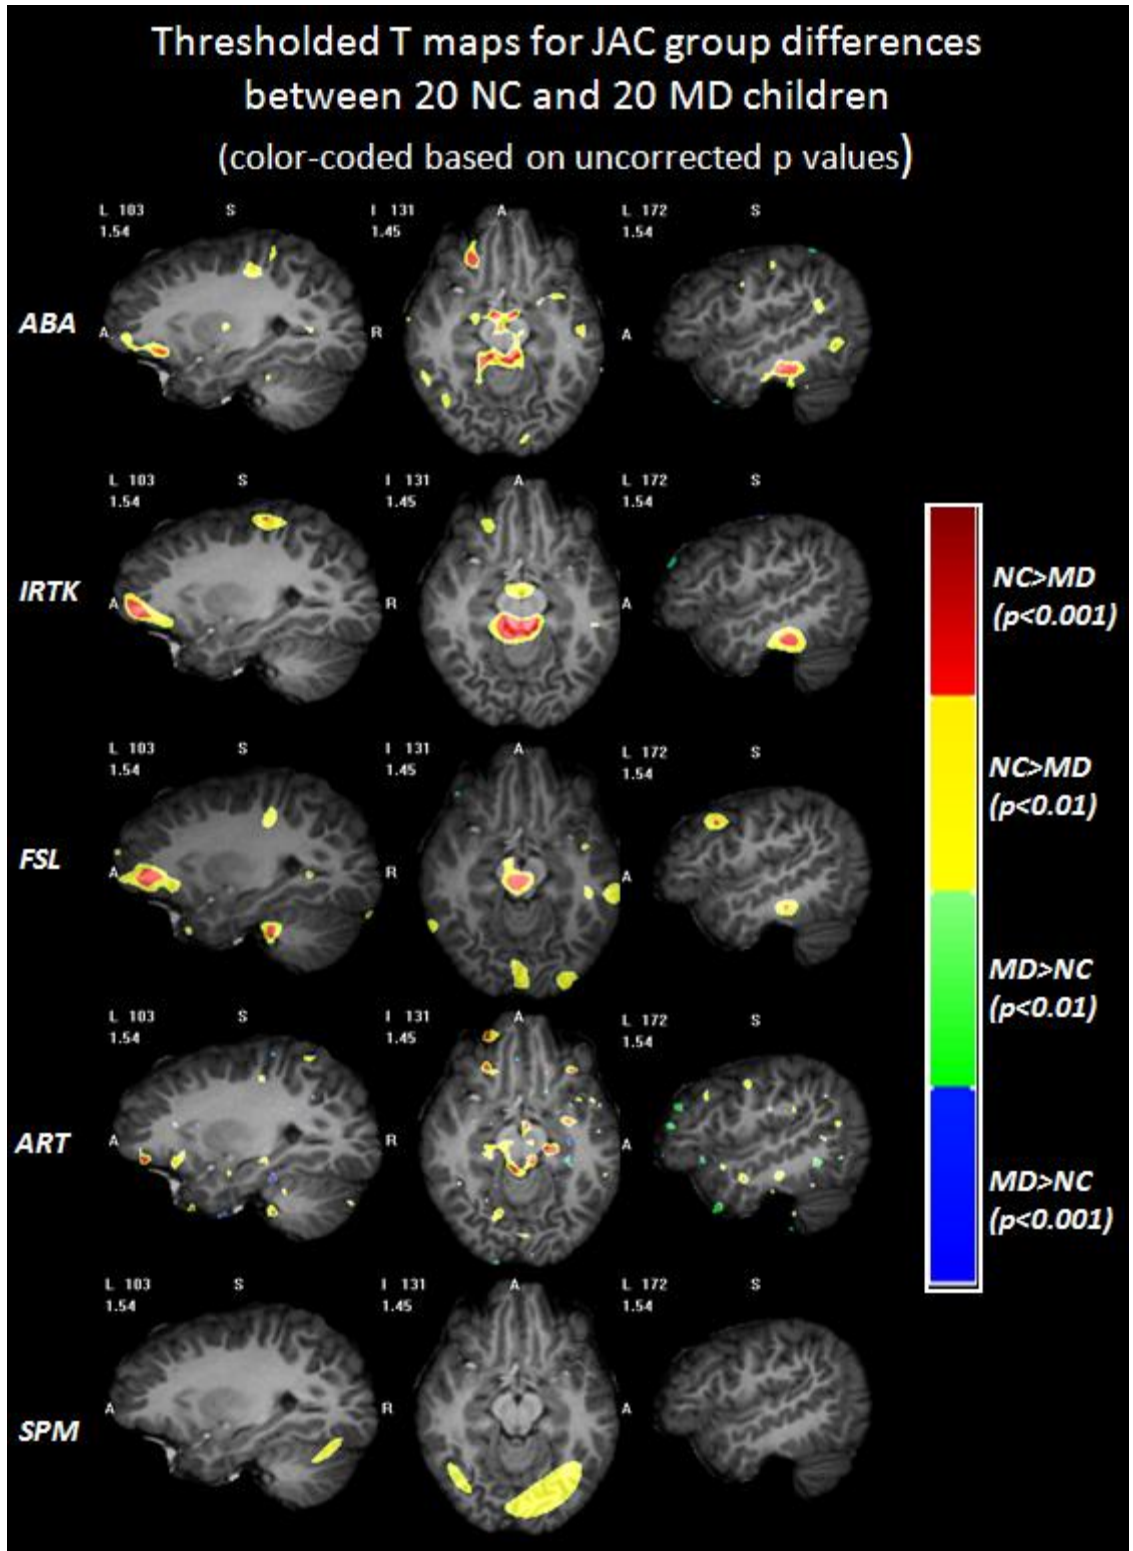 Thresholded T maps for JAC group differences
between 20 NC and 20 MD children
(color-coded based on uncorrected p values)
L 103 S I 131 A L 172 S
1.54 1.45 1.54
ABA A R A
L 103 S I 131 A L 172 S
1.54 1.45 1.54
IRTK A R A
NC>MD
(p<0.001)
L 103 S I 131 A L 172 S
1.54 1.45 1.54
NC>MD
(p<0.01)
FSL A R A
MD>NC
(p<0.01)
L 103 S I 131 A L 172 S
1.54 1.45 1.54
ART A R A
MD>NC
(p<0.001)
L 103 S I 131 A L 172 S
1.54 1.45 1.54
A R A
SPM